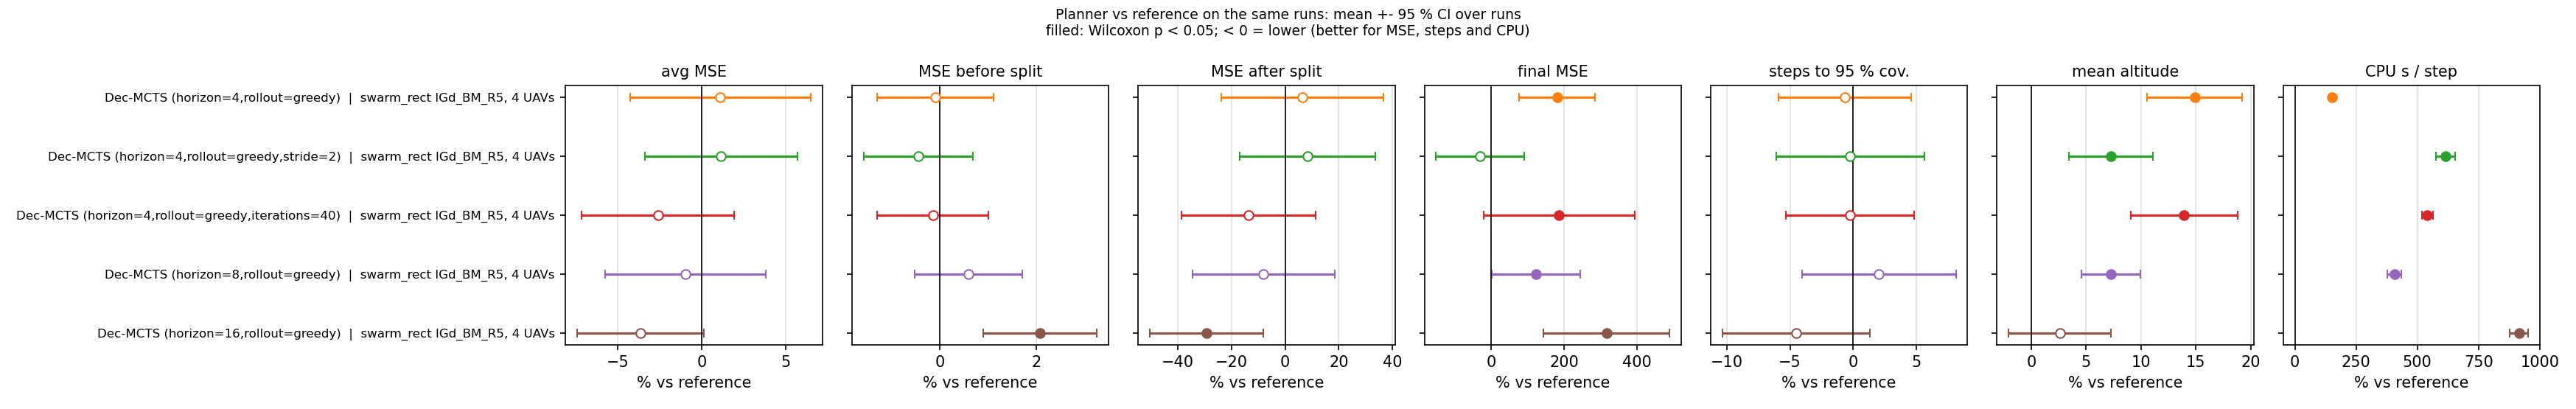 Planner vs reference on the same runs: mean +- 95 % CI over runs
filled: Wilcoxon p < 0.05; < 0 = lower (better for MSE, steps and CPU)
avg MSE
MSE before split
MSE after split
final MSE
steps to 95 % cov.
mean altitude
CPU s / step
Dec-MCTS (horizon=4,rollout=greedy) | swarm_rect IGd_BM_R5, 4 UAVs
Dec-MCTS (horizon=4,rollout=greedy,stride=2) | swarm_rect IGd_BM_R5, 4 UAVs
Dec-MCTS (horizon=4,rollout=greedy,iterations=40) | swarm_rect IGd_BM_R5, 4 UAVs
Dec-MCTS (horizon=8,rollout=greedy) | swarm_rect IGd_BM_R5, 4 UAVs
Dec-MCTS (horizon=16,rollout=greedy) | swarm_rect IGd_BM_R5, 4 UAVs
−5 0 5
0 2
−40 −20 0 20 40
0 200 400
−10 −5 0 5
0 5 10 15 20
0 250 500 750 1000
% vs reference
% vs reference
% vs reference
% vs reference
% vs reference
% vs reference
% vs reference